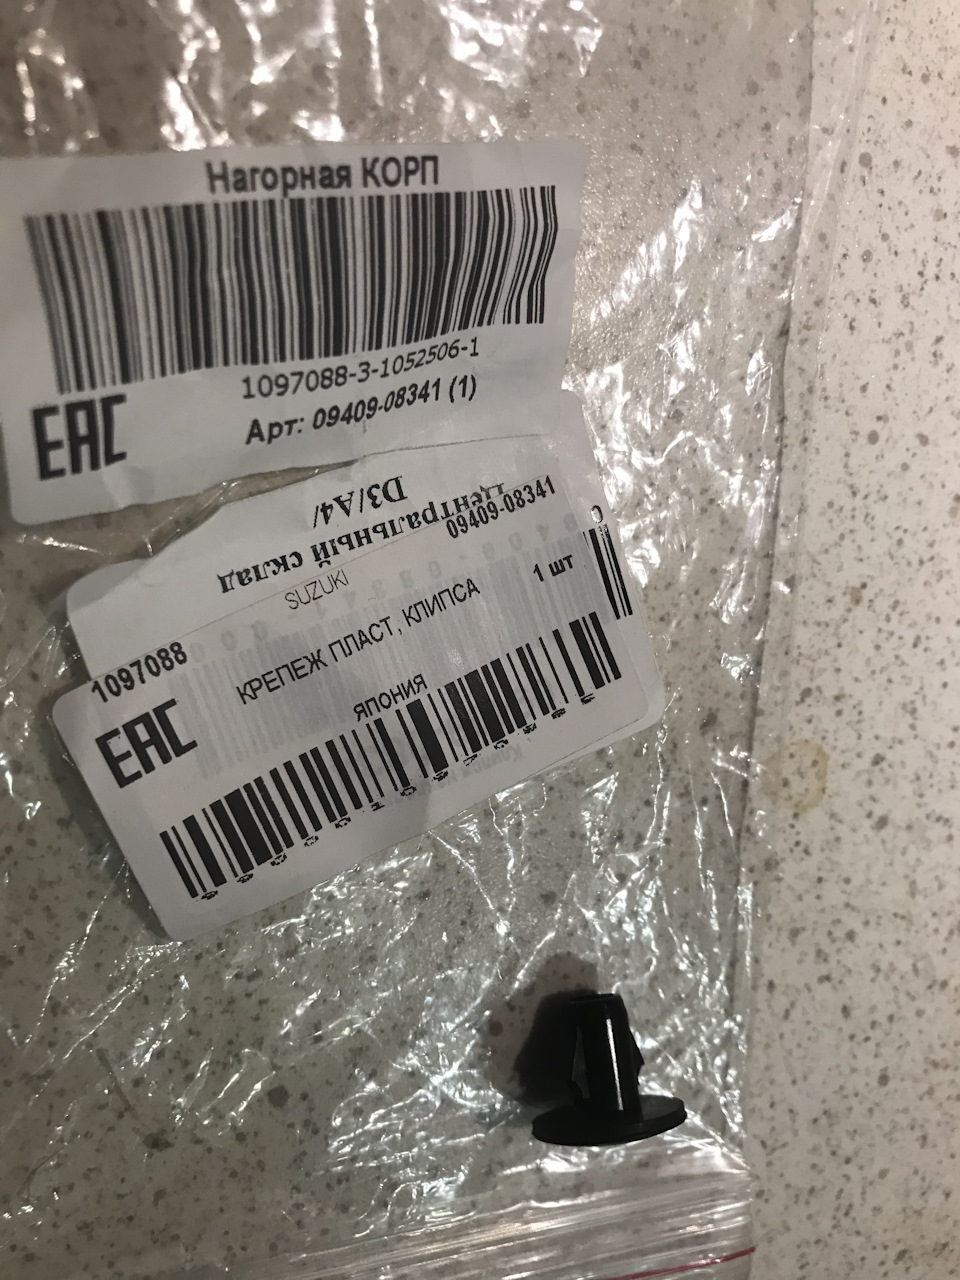 Нагорная КОРП
1097088-3-1052506-1
Арт: 09409-08341 (1)
EAC
Центральный склад
D3/A4/
SUZUKI
09409-08341
1097088
КРЕПЕЖ ПЛАСТ, КЛИПСА
1 шт
ЯПОНИЯ
EAC